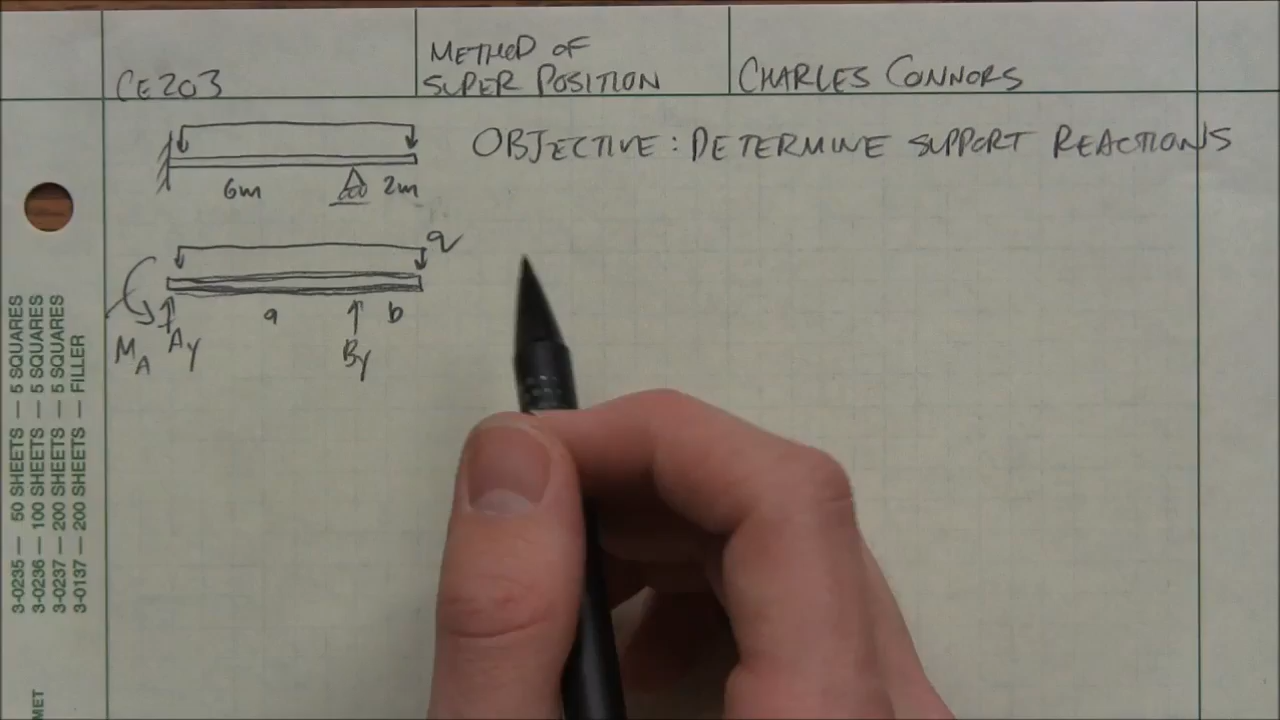 CE203
METHOD OF
SUPER POSITION
CHARLES CONNORS
OBJECTIVE: DETERMINE SUPPORT REACTIONS
6m 2m
q
a b
MA Ay By
3-0235 — 50 SHEETS — 5 SQUARES
3-0236 — 100 SHEETS — 5 SQUARES
3-0237 — 200 SHEETS — 5 SQUARES
3-0137 — 200 SHEETS — FILLER
MET